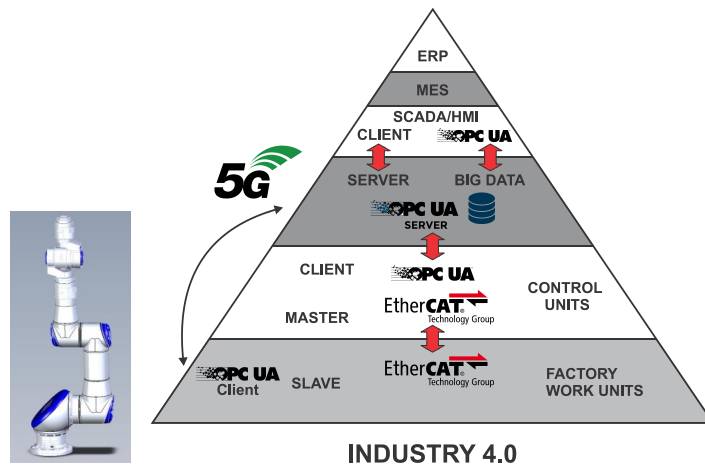 ERP
MES
SCADA/HMI
CLIENT OPC UA
5G
SERVER BIG DATA
OPC UA
SERVER
CLIENT OPC UA
CONTROL
UNITS
MASTER EtherCAT®
Technology Group
EtherCAT®
Technology Group
OPC UA
Client
SLAVE
FACTORY
WORK UNITS
INDUSTRY 4.0